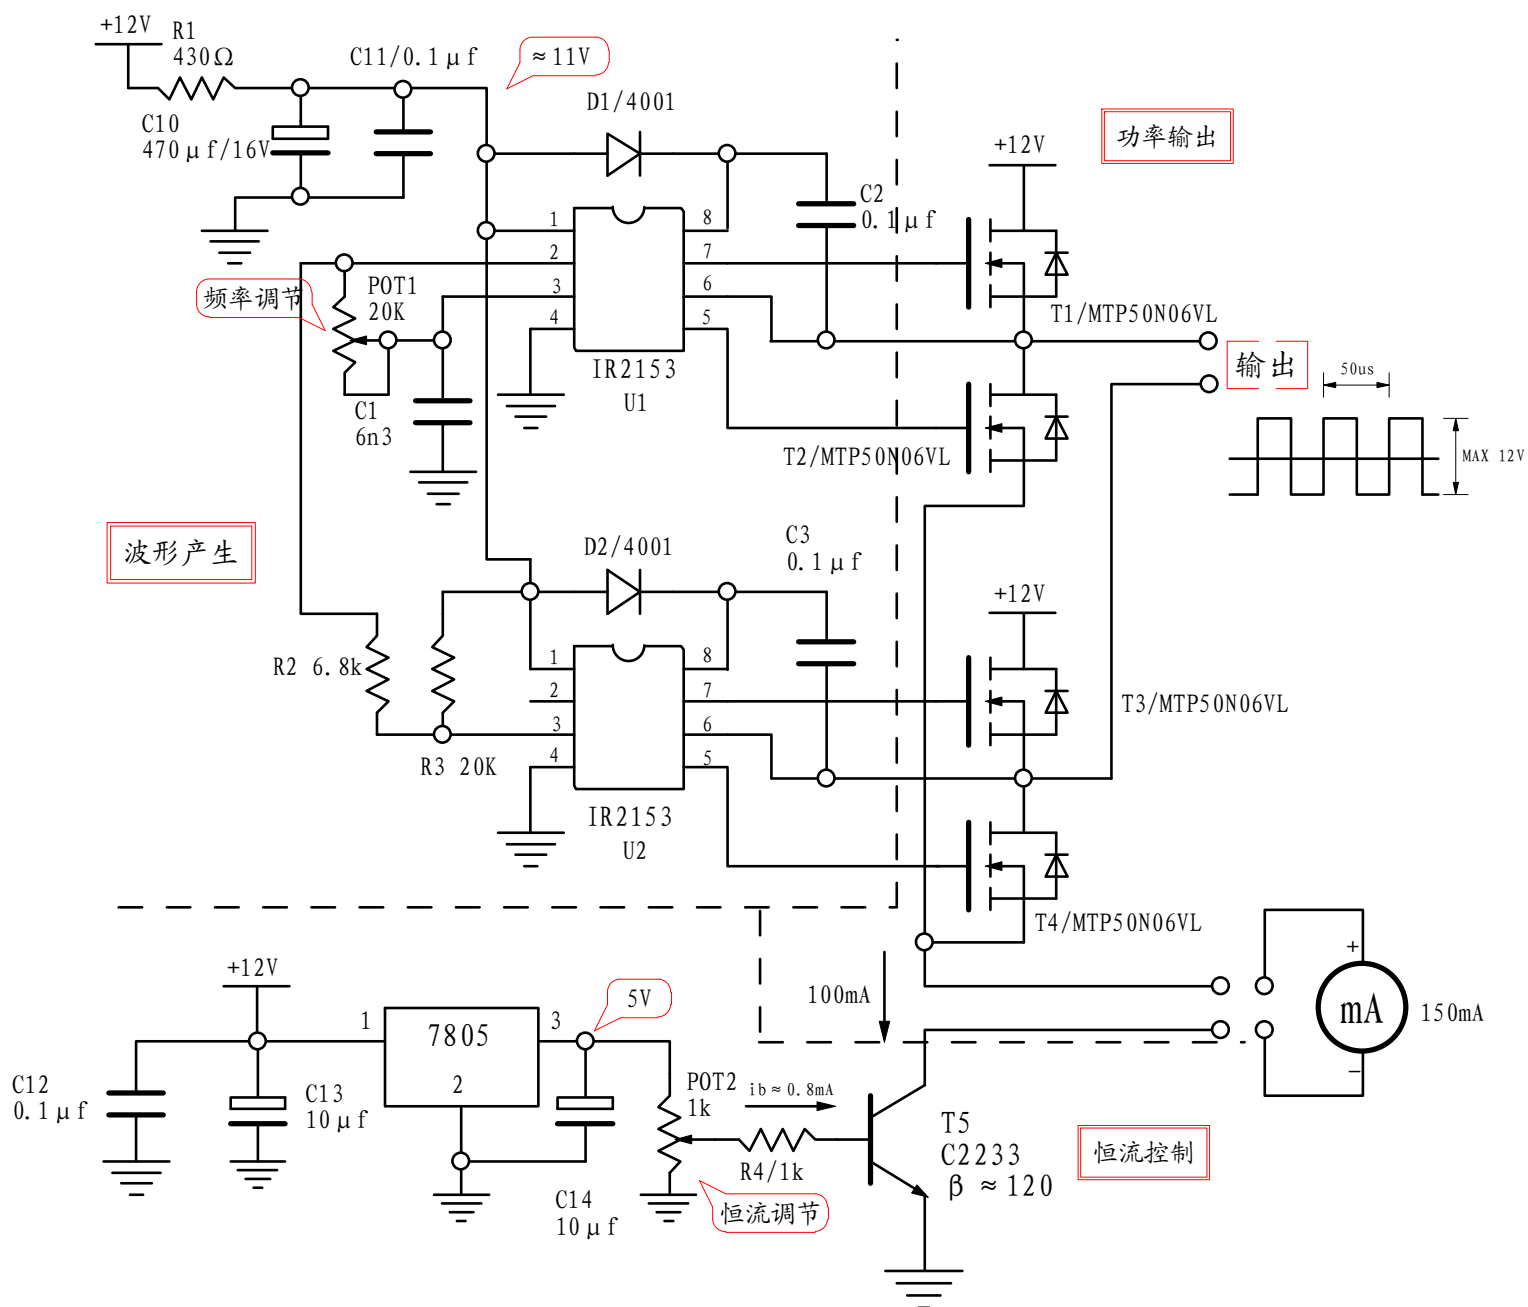 +12V
R1
430Ω
C11/0.1μf
≈11V
C10
470μf/16V
D1/4001
功率输出
+12V
C2
0.1μf
1
2
3
4
8
7
6
5
POT1
20K
频率调节
T1/MTP50N06VL
IR2153
U1
输出
50us
C1
6n3
T2/MTP50N06VL
MAX 12V
波形产生
D2/4001
C3
0.1μf
+12V
R2 6.8k
1
2
3
4
8
7
6
5
T3/MTP50N06VL
R3 20K
IR2153
U2
T4/MTP50N06VL
+12V
5V
100mA
+
mA
150mA
−
1
7805
3
2
C12
0.1μf
C13
10μf
POT2
1k
ib≈0.8mA
T5
C2233
β≈120
恒流控制
R4/1k
C14
10μf
恒流调节